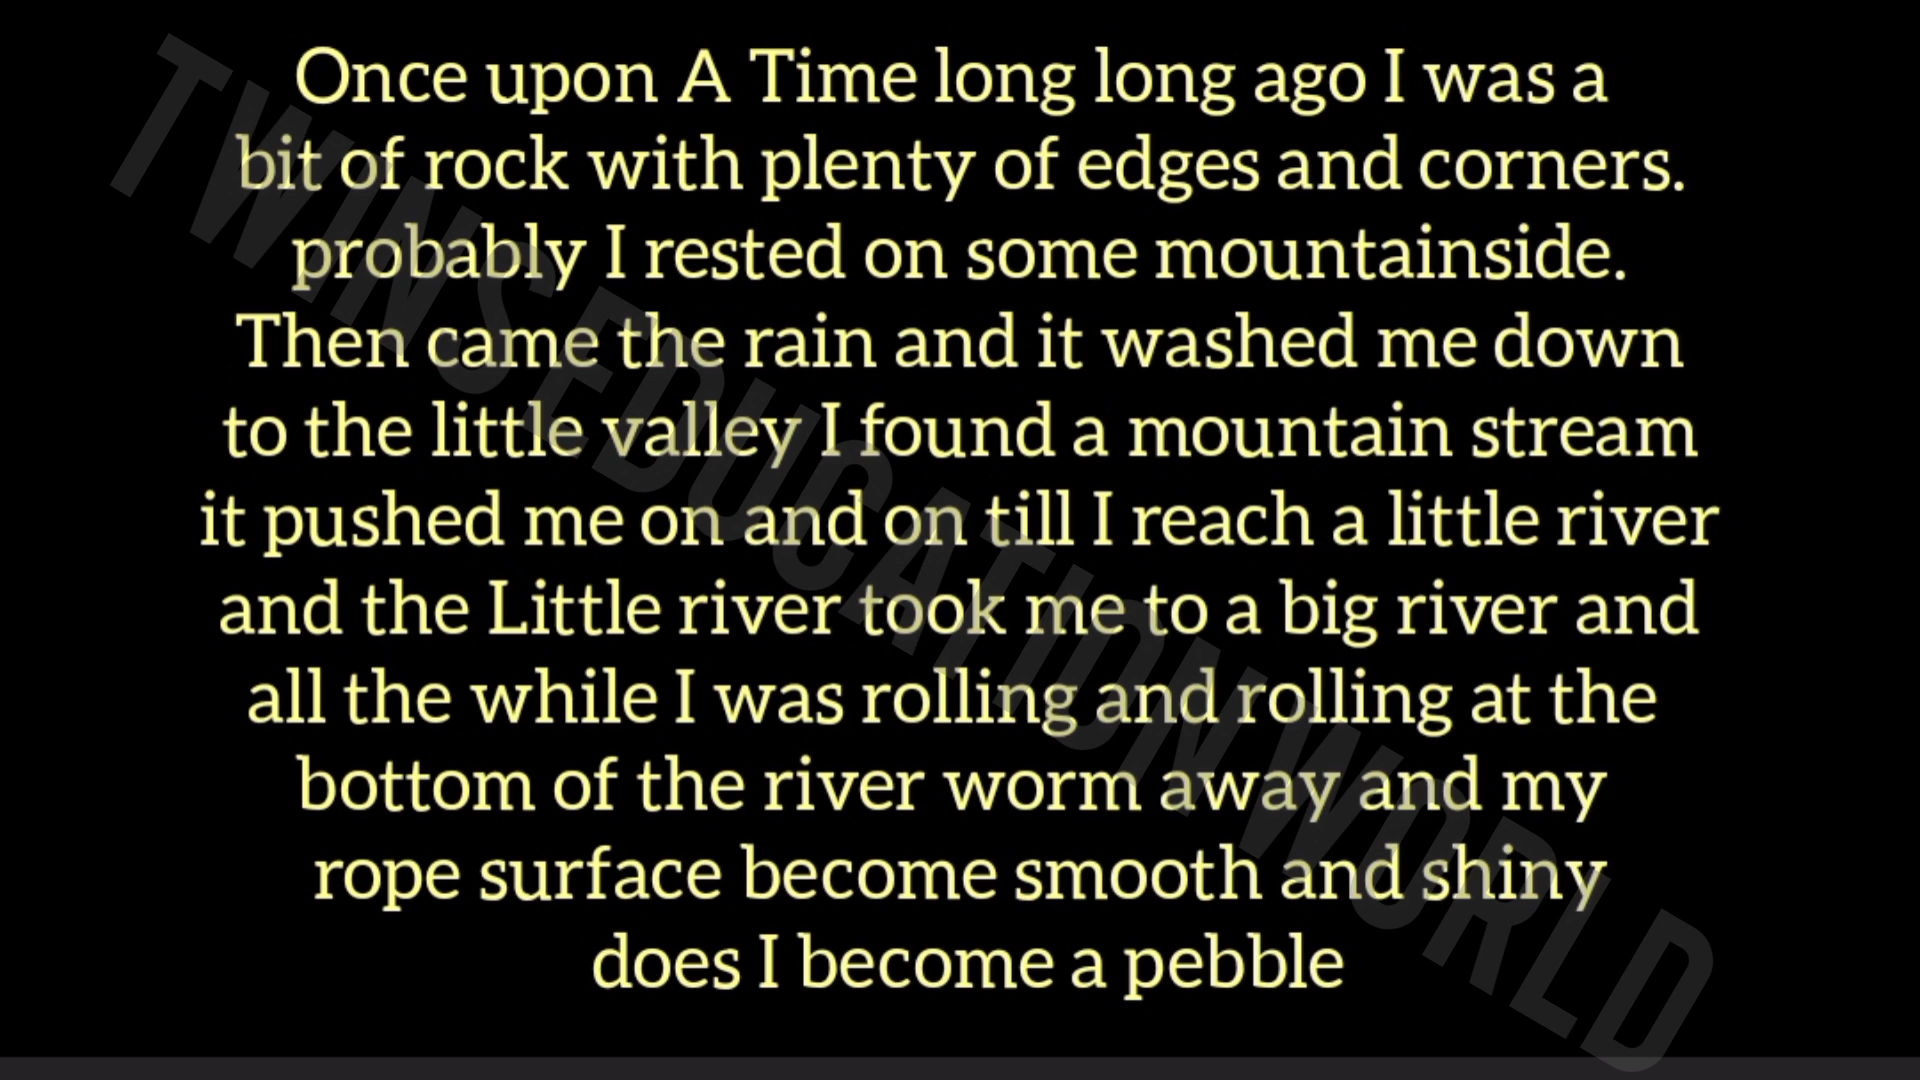 Once upon A Time long long ago I was a
bit of rock with plenty of edges and corners.
probably I rested on some mountainside.
Then came the rain and it washed me down
to the little valley I found a mountain stream
it pushed me on and on till I reach a little river
and the Little river took me to a big river and
all the while I was rolling and rolling at the
bottom of the river worm away and my
rope surface become smooth and shiny
does I become a pebble
TWINSEDUCATIONWORLD